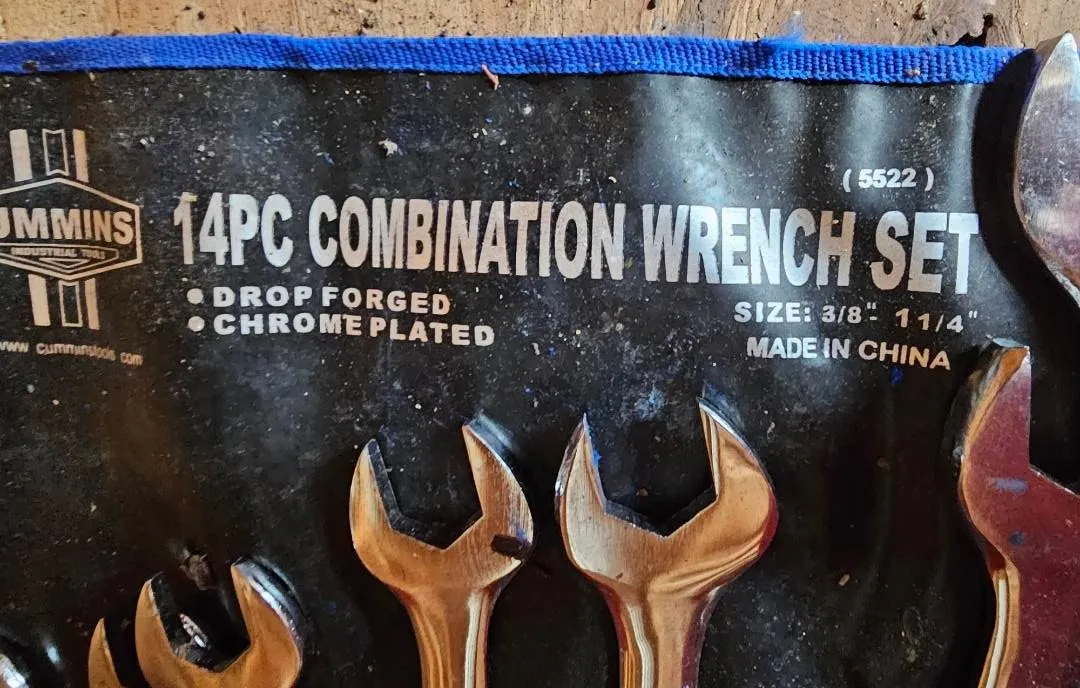 ( 5522 )
UMMINS
INDUSTRIAL TOOLS
www cumminstools com
14PC COMBINATION WRENCH SET
• DROP FORGED
• CHROME PLATED
SIZE: 3/8"- 1 1/4"
MADE IN CHINA